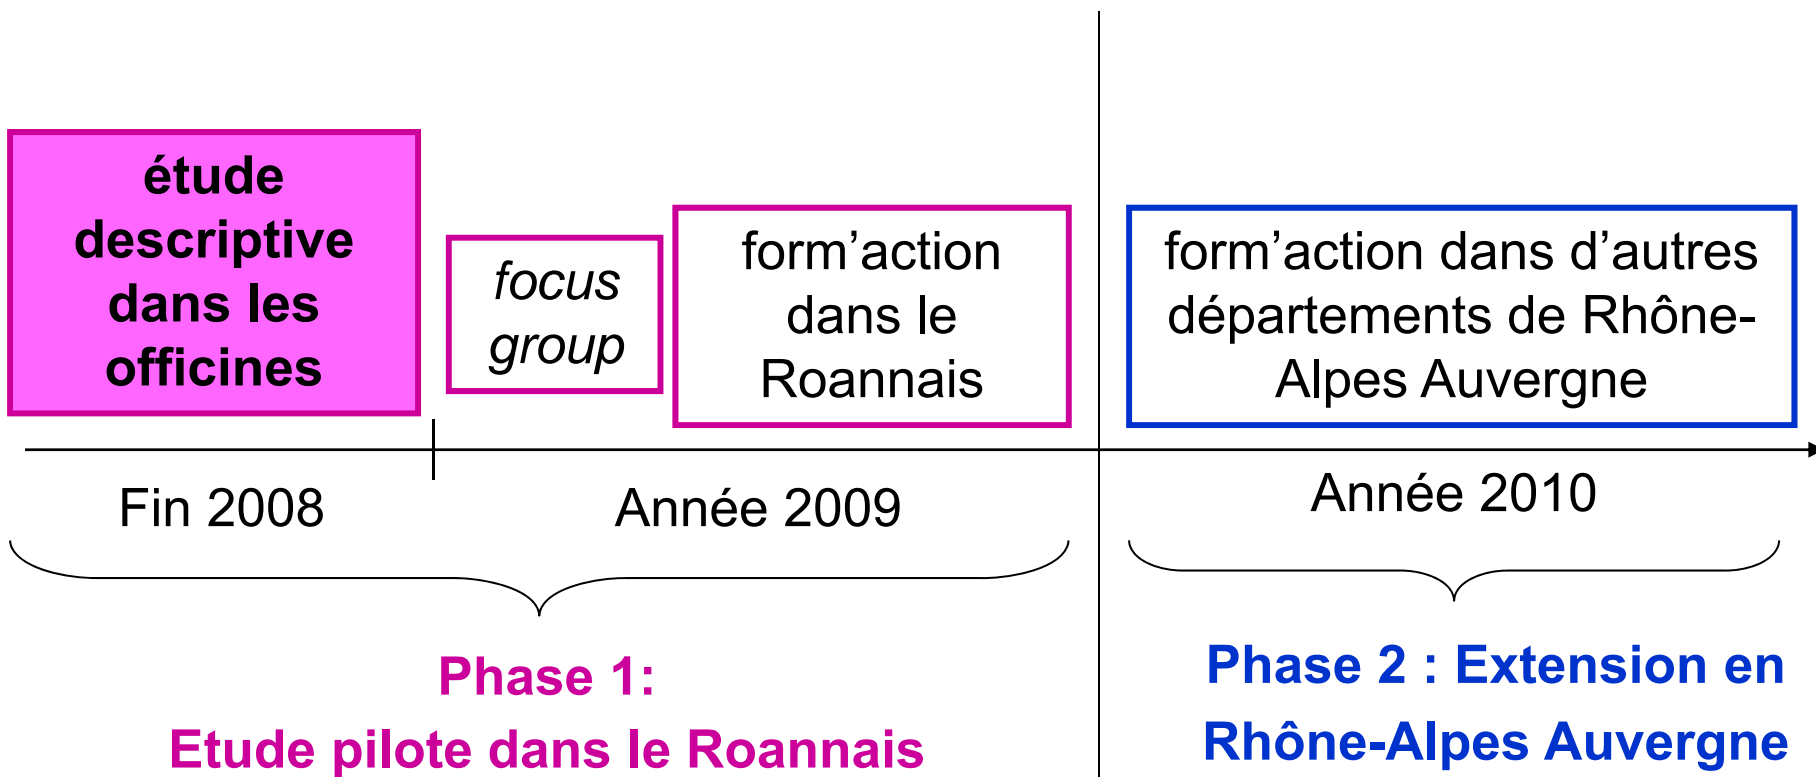 étude
descriptive
dans les
officines
focus
group
form’action
dans le
Roannais
form’action dans d’autres
départements de Rhône-
Alpes Auvergne
Fin 2008
Année 2009
Année 2010
Phase 1:
Etude pilote dans le Roannais
Phase 2 : Extension en
Rhône-Alpes Auvergne